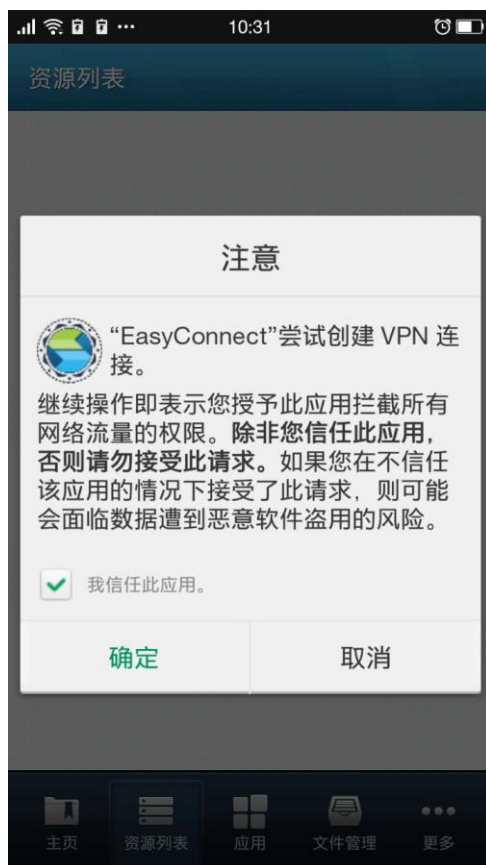 10:31
资源列表
注意
“EasyConnect”尝试创建 VPN 连
接。
继续操作即表示您授予此应用拦截所有
网络流量的权限。除非您信任此应用，
否则请勿接受此请求。如果您在不信任
该应用的情况下接受了此请求，则可能
会面临数据遭到恶意软件盗用的风险。
我信任此应用。
确定 取消
主页 资源列表 应用 文件管理 更多